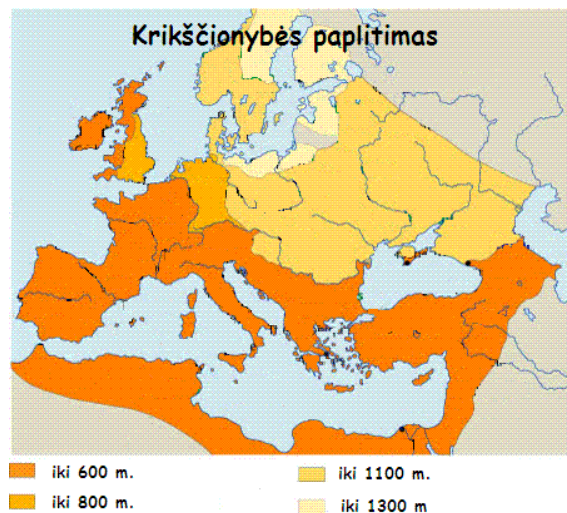 Krikščionybės paplitimas
iki 600 m.
iki 800 m.
iki 1100 m.
iki 1300 m